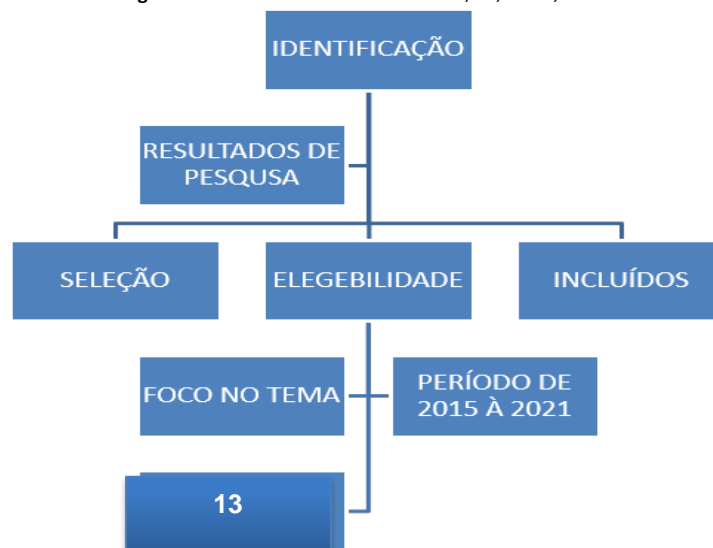 IDENTIFICAÇÃO
RESULTADOS DE
PESQUSA
SELEÇÃO
ELEGEBILIDADE
INCLUÍDOS
FOCO NO TEMA
PERÍODO DE
2015 À 2021
13